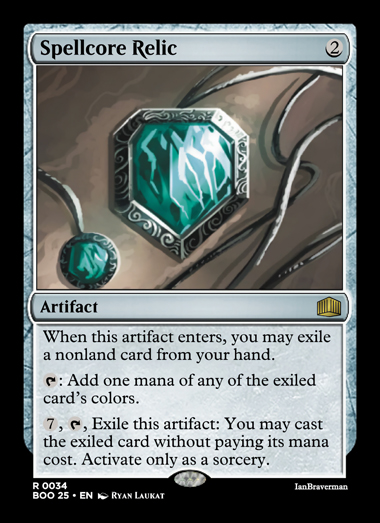 Spellcore Relic 2
Artifact
When this artifact enters, you may exile
a nonland card from your hand.
: Add one mana of any of the exiled
card's colors.
7, , Exile this artifact: You may cast
the exiled card without paying its mana
cost. Activate only as a sorcery.
R 0034
BOO 25 • EN Ryan Laukat
IanBraverman